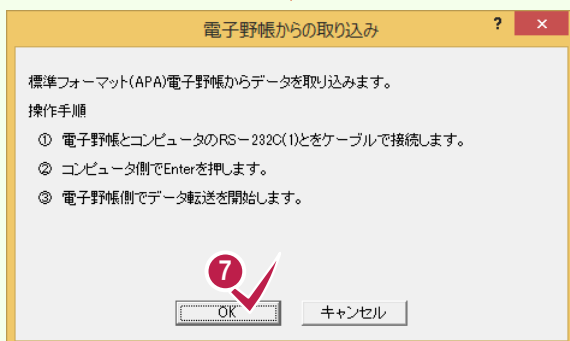 電子野帳からの取り込み ? ×
標準フォーマット(APA)電子野帳からデータを取り込みます。
操作手順
① 電子野帳とコンピュータのRS-232C(1)とをケーブルで接続します。
② コンピュータ側でEnterを押します。
③ 電子野帳側でデータ転送を開始します。
7
OK キャンセル